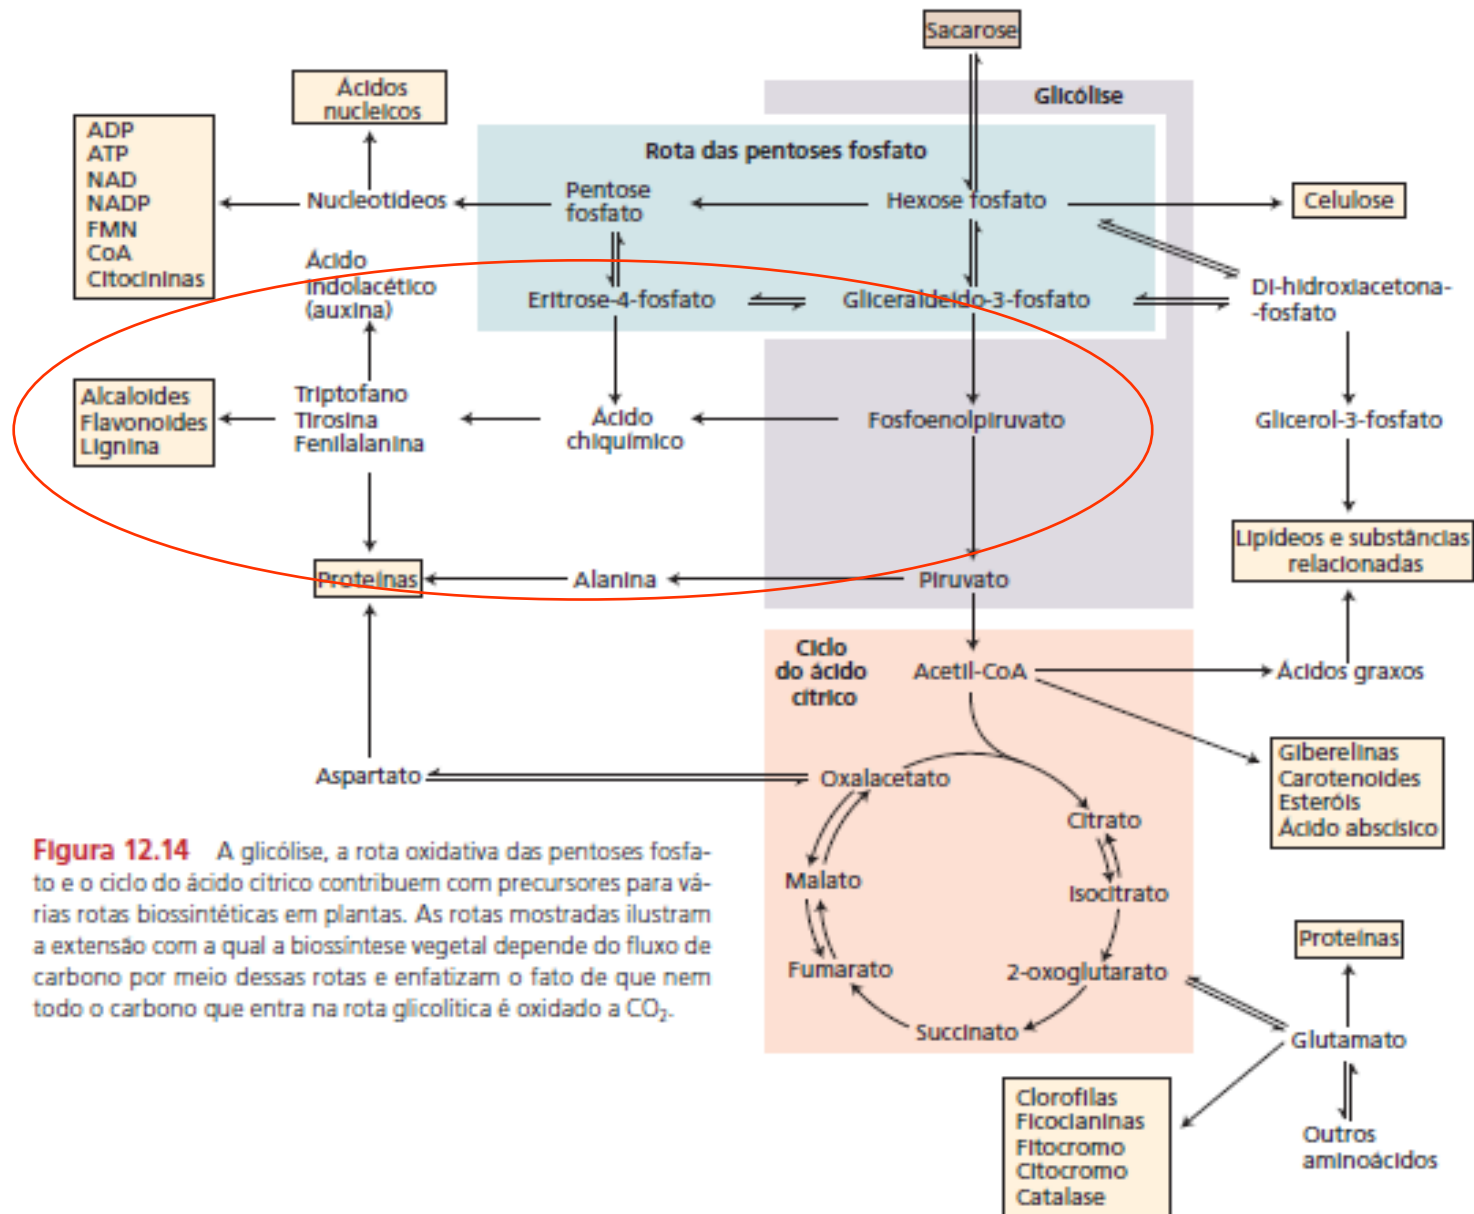 Sacarose
Glicólise
Ácidos
nucleicos
ADP
ATP
NAD
NADP
FMN
CoA
Citocininas
Rota das pentoses fosfato
Nucleotídeos
Pentose
fosfato
Hexose fosfato
Celulose
Ácido
indolacético
(auxina)
Eritrose-4-fosfato
Gliceraldeído-3-fosfato
Di-hidroxiacetona-
-fosfato
Alcaloides
Flavonoides
Lignina
Triptofano
Tirosina
Fenilalanina
Ácido
chiquímico
Fosfoenolpiruvato
Glicerol-3-fosfato
Lipídeos e substâncias
relacionadas
Proteínas
Alanina
Piruvato
Ciclo
do ácido
cítrico
Acetil-CoA
Ácidos graxos
Giberelinas
Carotenoides
Esteróis
Ácido abscísico
Aspartato
Oxalacetato
Citrato
Malato
Isocitrato
Fumarato
2-oxoglutarato
Succinato
Proteínas
Glutamato
Clorofilas
Ficocianinas
Fitocromo
Citocromo
Catalase
Outros
aminoácidos
Figura 12.14 A glicólise, a rota oxidativa das pentoses fosfa-
to e o ciclo do ácido cítrico contribuem com precursores para vá-
rias rotas biossintéticas em plantas. As rotas mostradas ilustram
a extensão com a qual a biossíntese vegetal depende do fluxo de
carbono por meio dessas rotas e enfatizam o fato de que nem
todo o carbono que entra na rota glicolítica é oxidado a CO₂.